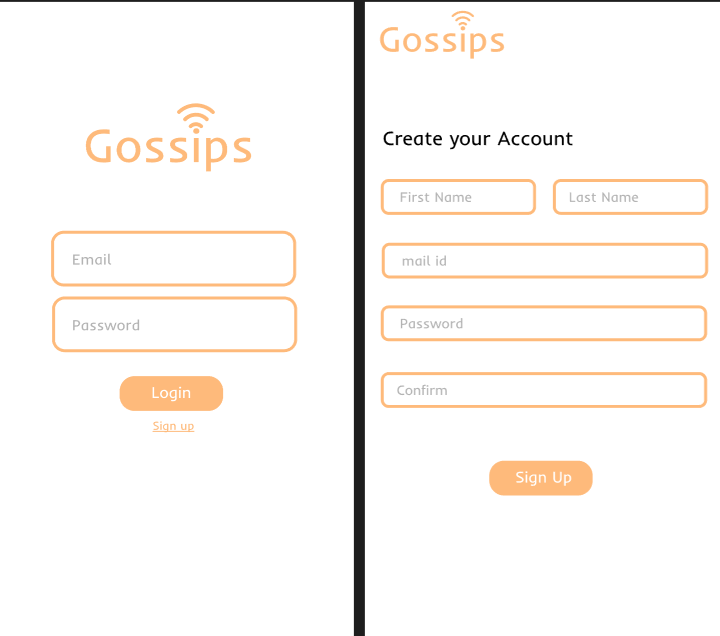 Gossips
Email
Password
Login
Sign up
Gossips
Create your Account
First Name Last Name
mail id
Password
Confirm
Sign Up